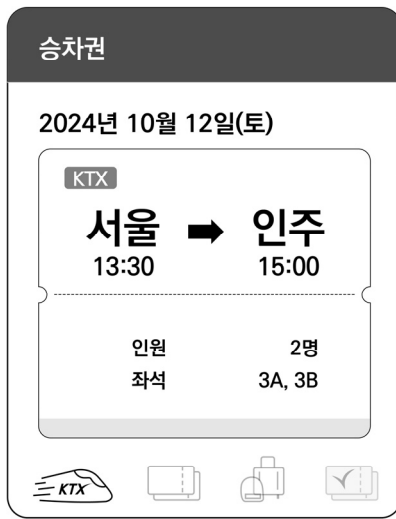 승차권
2024년 10월 12일(토)
KTX
서울 ➡ 인주
13:30 15:00
인원 2명
좌석 3A, 3B
KTX